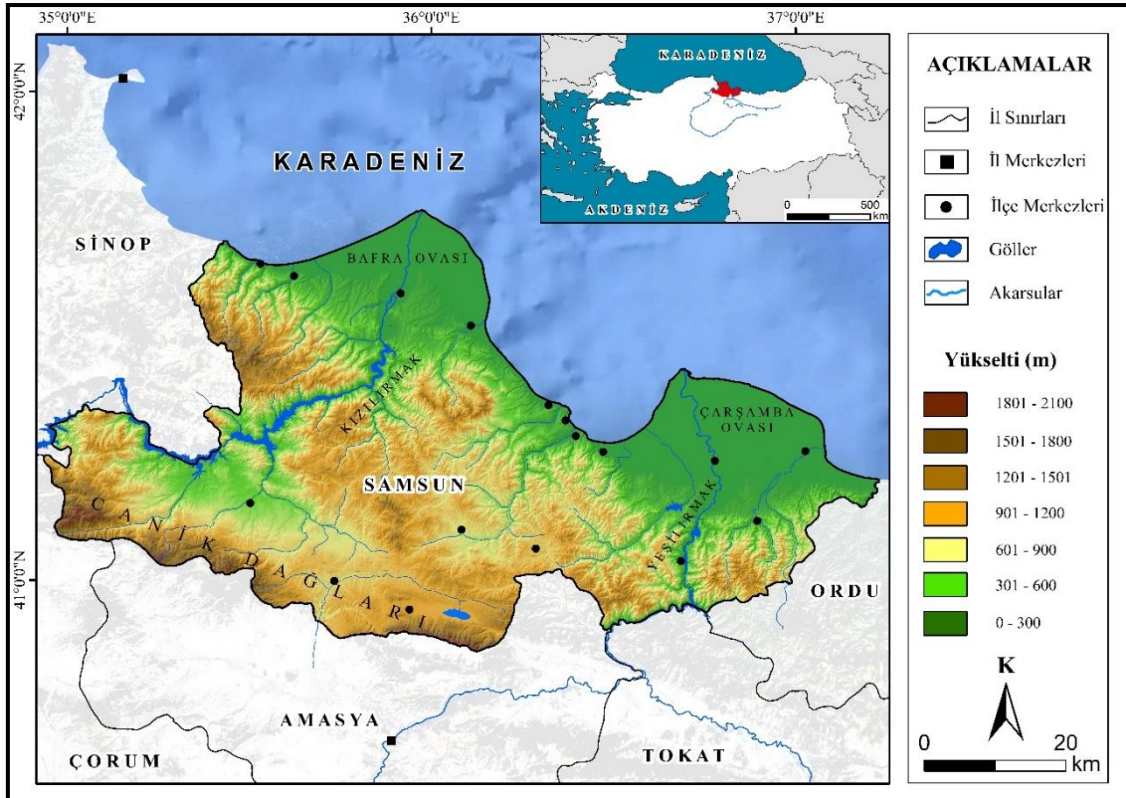 35°0'0"E
36°0'0"E
37°0'0"E
42°0'0"N
41°0'0"N
KARADENİZ
AKDENİZ
0 500
km
KARADENİZ
SİNOP
BAFRA OVASI
KIZILIRMAK
ÇARŞAMBA
OVASI
SAMSUN
YEŞİLIRMAK
CANİK DAĞLARI
ORDU
AMASYA
ÇORUM
TOKAT
AÇIKLAMALAR
İl Sınırları
İl Merkezleri
İlçe Merkezleri
Göller
Akarsular
Yükselti (m)
1801 - 2100
1501 - 1800
1201 - 1501
901 - 1200
601 - 900
301 - 600
0 - 300
K
0 20
km